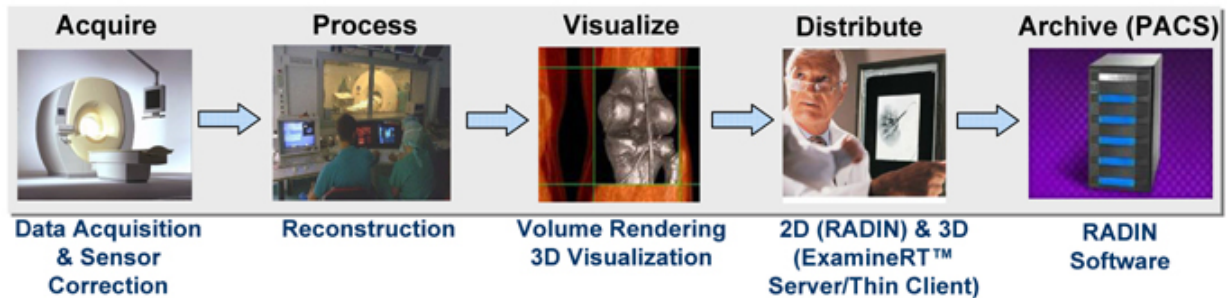 Acquire
Process
Visualize
Distribute
Archive (PACS)
Data Acquisition
& Sensor
Correction
Reconstruction
Volume Rendering
3D Visualization
2D (RADIN) & 3D
(ExamineRT™
Server/Thin Client)
RADIN
Software